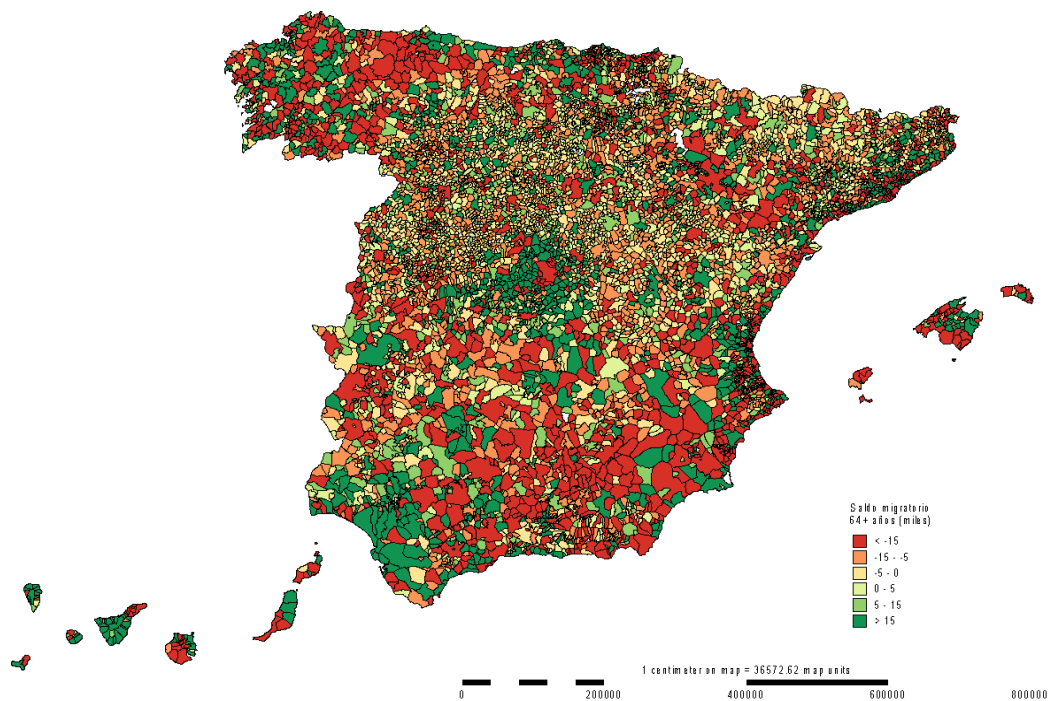 Saldo migratorio
64+ años (miles)
< -15
-15 - -5
-5 - 0
0 - 5
5 - 15
> 15
1 centimeter on map = 36572.62 map units
0 200000 400000 600000 800000